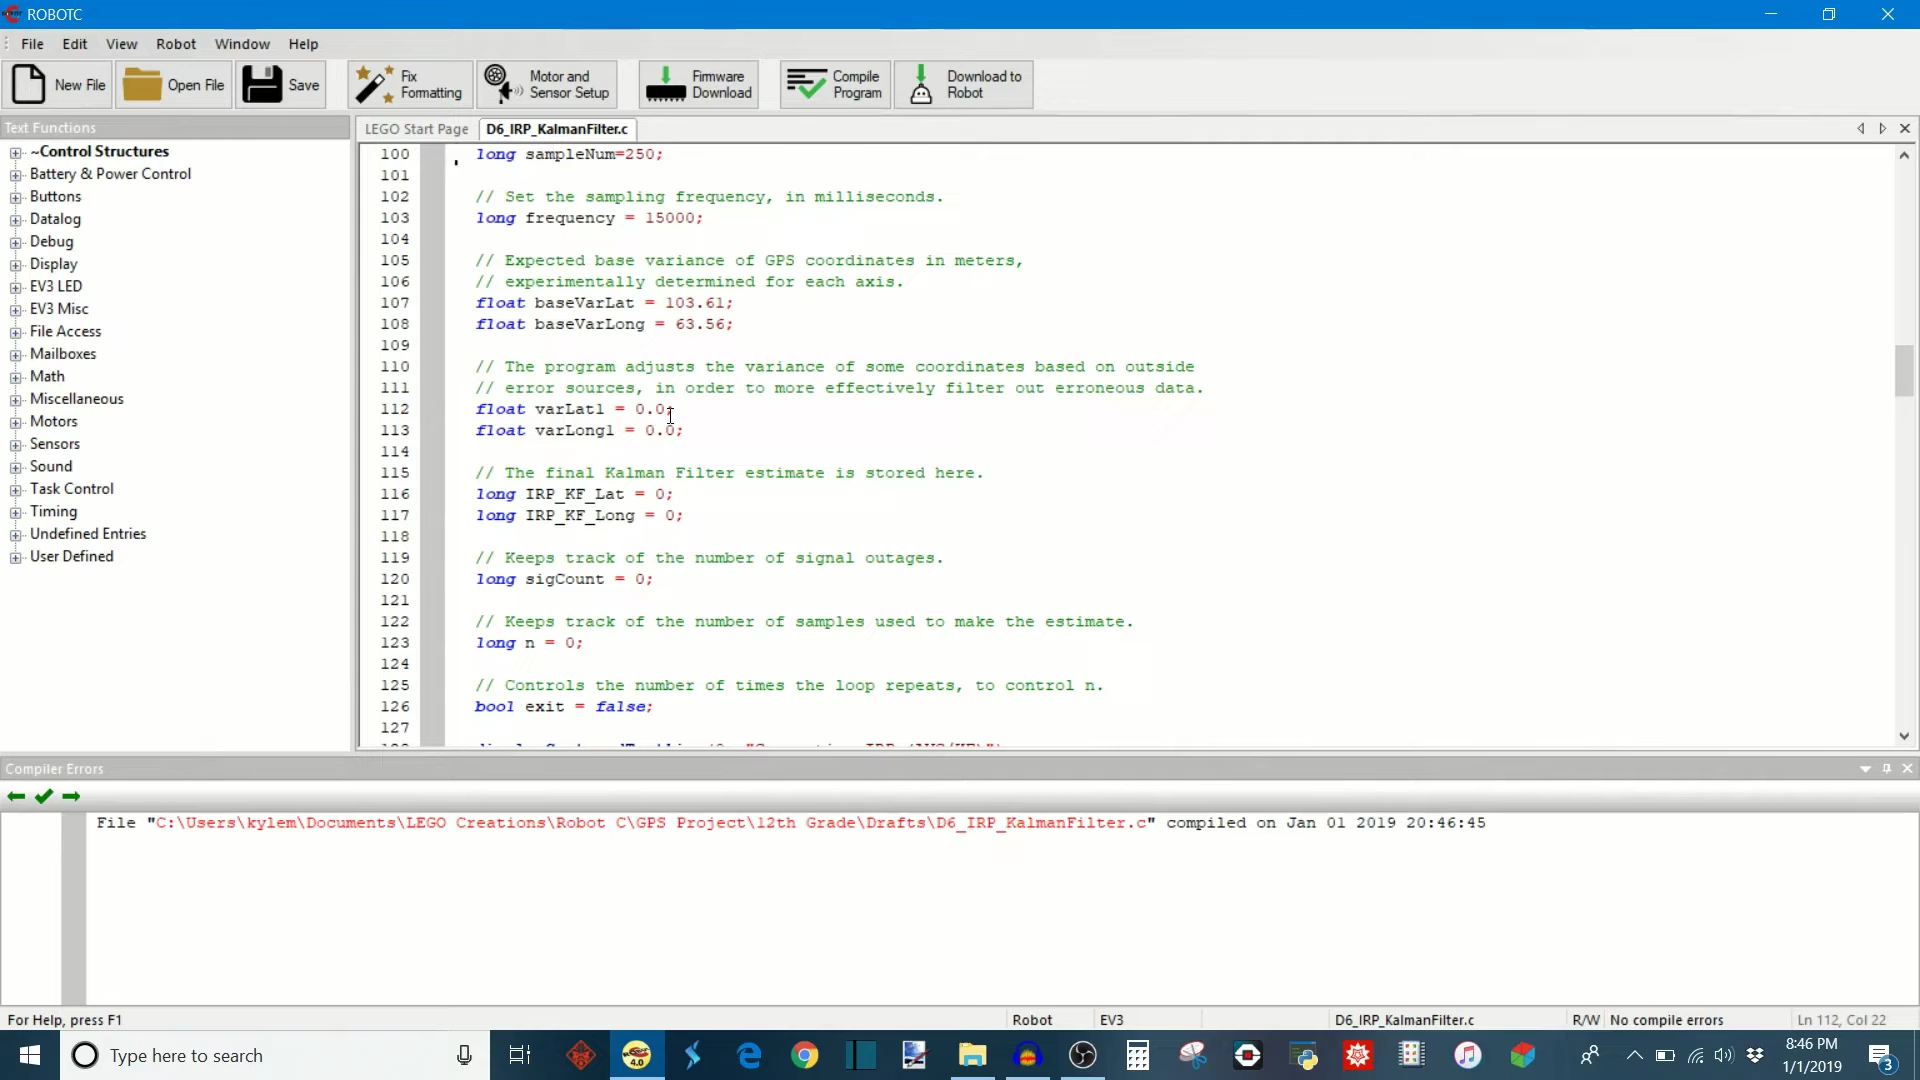 ROBOTC
File Edit View Robot Window Help
New File Open File Save Fix Formatting Motor and Sensor Setup Firmware Download Compile Program Download to Robot
Text Functions
LEGO Start Page D6_IRP_KalmanFilter.c
~Control Structures
Battery & Power Control
Buttons
Datalog
Debug
Display
EV3 LED
EV3 Misc
File Access
Mailboxes
Math
Miscellaneous
Motors
Sensors
Sound
Task Control
Timing
Undefined Entries
User Defined
100 long sampleNum=250;
101
102 // Set the sampling frequency, in milliseconds.
103 long frequency = 15000;
104
105 // Expected base variance of GPS coordinates in meters,
106 // experimentally determined for each axis.
107 float baseVarLat = 103.61;
108 float baseVarLong = 63.56;
109
110 // The program adjusts the variance of some coordinates based on outside
111 // error sources, in order to more effectively filter out erroneous data.
112 float varLat1 = 0.0;
113 float varLong1 = 0.0;
114
115 // The final Kalman Filter estimate is stored here.
116 long IRP_KF_Lat = 0;
117 long IRP_KF_Long = 0;
118
119 // Keeps track of the number of signal outages.
120 long sigCount = 0;
121
122 // Keeps track of the number of samples used to make the estimate.
123 long n = 0;
124
125 // Controls the number of times the loop repeats, to control n.
126 bool exit = false;
127
Compiler Errors
File "C:\Users\kylem\Documents\LEGO Creations\Robot C\GPS Project\12th Grade\Drafts\D6_IRP_KalmanFilter.c" compiled on Jan 01 2019 20:46:45
For Help, press F1 Robot EV3 D6_IRP_KalmanFilter.c R/W No compile errors Ln 112, Col 22
Type here to search
4.0
8:46 PM
1/1/2019
3